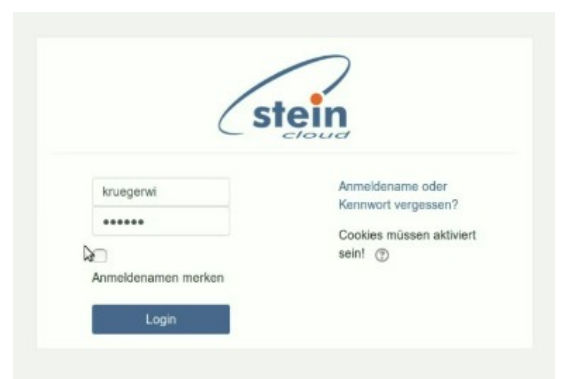 stein
cloud
kruegerwi
••••••
Anmeldename oder
Kennwort vergessen?
Cookies müssen aktiviert
sein! ?
Anmeldenamen merken
Login